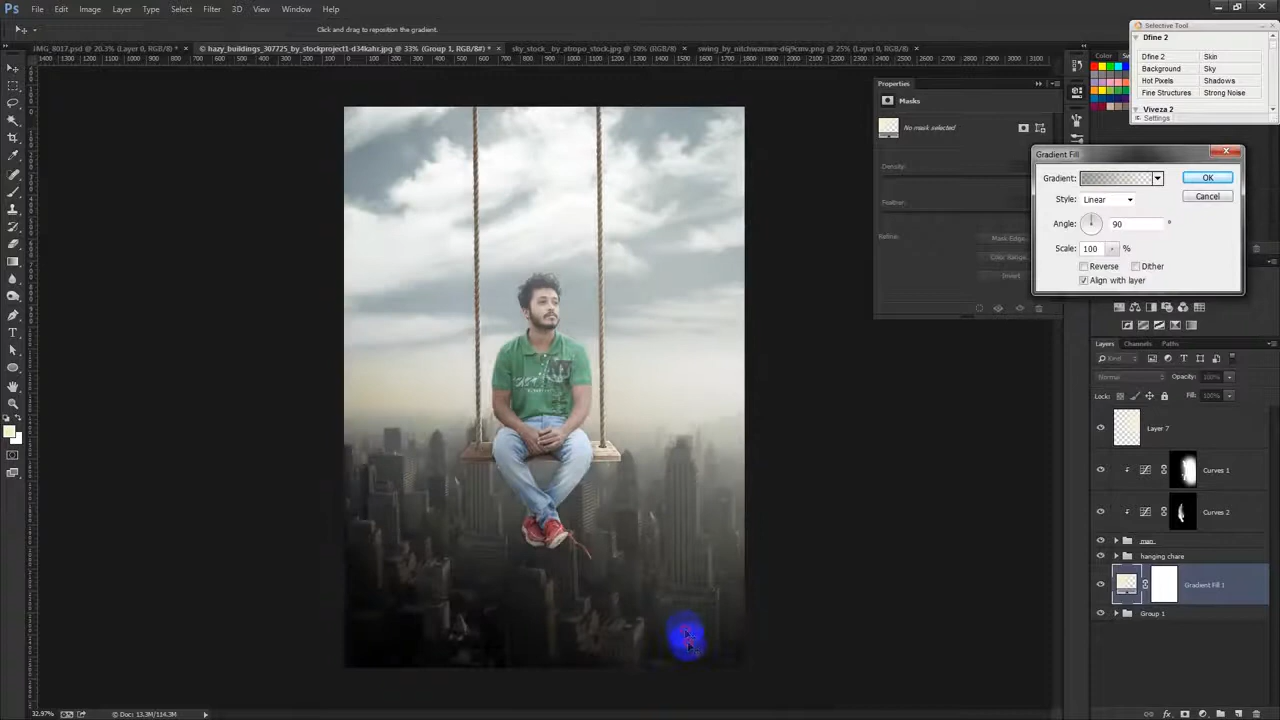 Ps File Edit Image Layer Type Select Filter 3D View Window Help
Click and drag to reposition the gradient.
IMG_8017.psd @ 20.3% (Layer 0, RGB/8) * ×
© hazy_buildings_307725_by_stockproject1-d34kahr.jpg @ 33% (Group 1, RGB/8#) * ×
sky_stock__by_atropo_stock.jpg @ 50% (RGB/8) ×
swing_by_nitchwarmer-d6j9cmv.png @ 25% (Layer 0, RGB/8) ×
Selective Tool
Dfine 2
Dfine 2 Skin
Background Sky
Hot Pixels Shadows
Fine Structures Strong Noise
Viveza 2
Settings
Color
Properties
Masks
No mask selected
Density:
Feather:
Refine:
Mask Edge..
Color Range..
Invert
Gradient Fill
Gradient:
OK
Style: Linear
Cancel
Angle: 90 °
Scale: 100 %
Reverse Dither
Align with layer
Layers Channels Paths
Kind
Normal Opacity: 100%
Lock: Fill: 100%
Layer 7
Curves 1
Curves 2
man
hanging chare
Gradient Fill 1
Group 1
32.97% Doc: 13.3M/114.3M